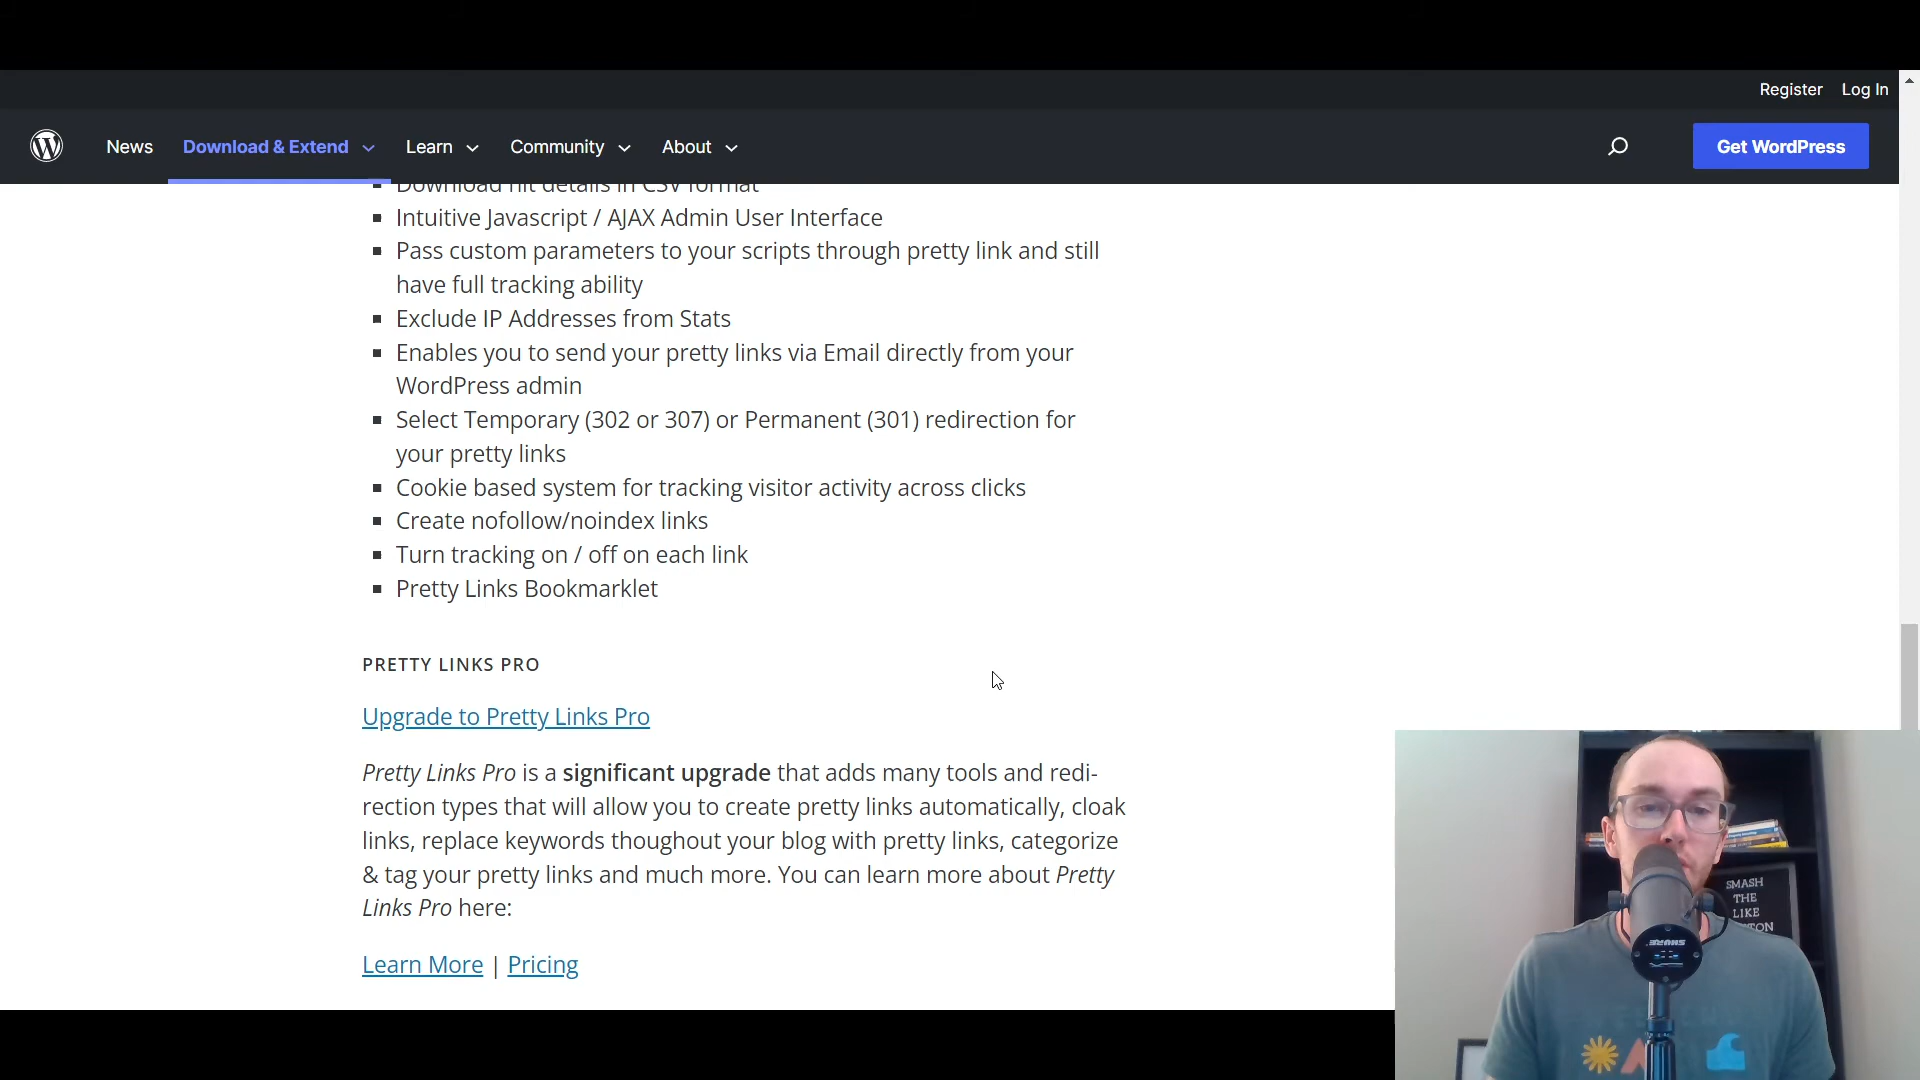 Register Log In
News Download & Extend Learn Community About Get WordPress
Download hit details in CSV format
Intuitive Javascript / AJAX Admin User Interface
Pass custom parameters to your scripts through pretty link and still
have full tracking ability
Exclude IP Addresses from Stats
Enables you to send your pretty links via Email directly from your
WordPress admin
Select Temporary (302 or 307) or Permanent (301) redirection for
your pretty links
Cookie based system for tracking visitor activity across clicks
Create nofollow/noindex links
Turn tracking on / off on each link
Pretty Links Bookmarklet
PRETTY LINKS PRO
Upgrade to Pretty Links Pro
Pretty Links Pro is a significant upgrade that adds many tools and redi-
rection types that will allow you to create pretty links automatically, cloak
links, replace keywords thoughout your blog with pretty links, categorize
& tag your pretty links and much more. You can learn more about Pretty
Links Pro here:
Learn More | Pricing
SMASH
THE
LIKE
SHURE